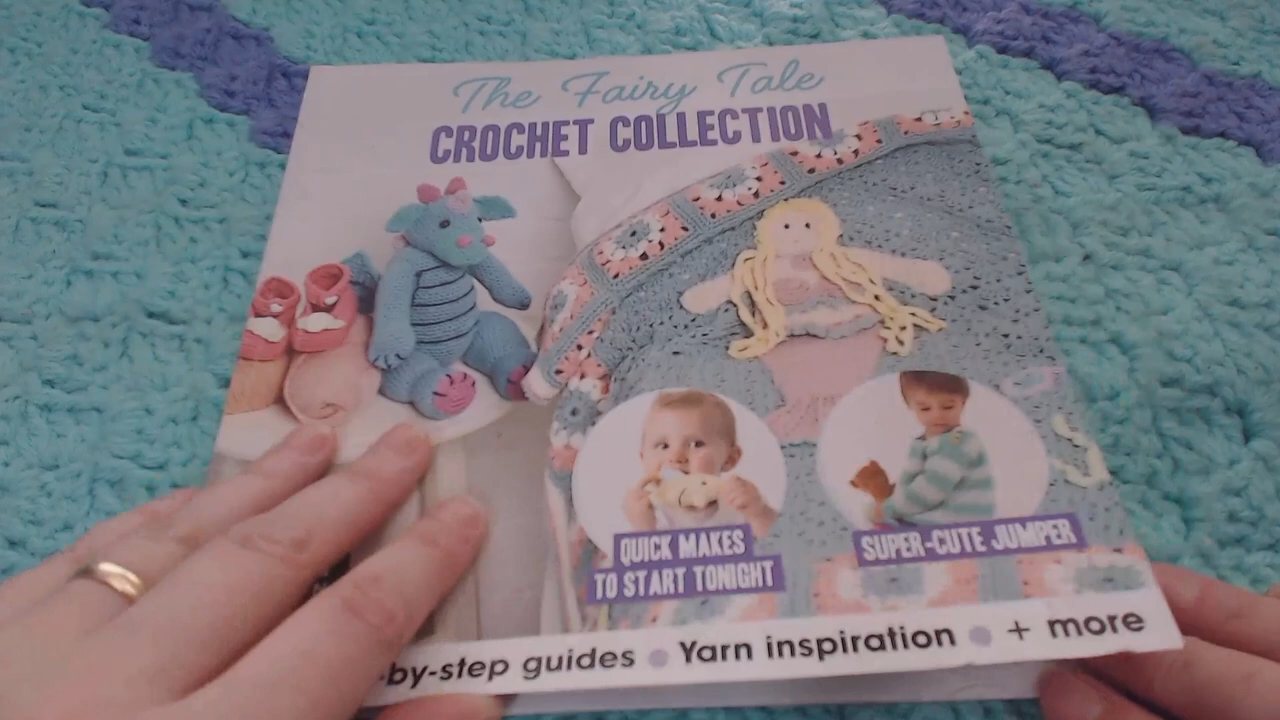 The Fairy Tale
CROCHET COLLECTION
QUICK MAKES
TO START TONIGHT
SUPER-CUTE JUMPER
-by-step guides • Yarn inspiration • + more